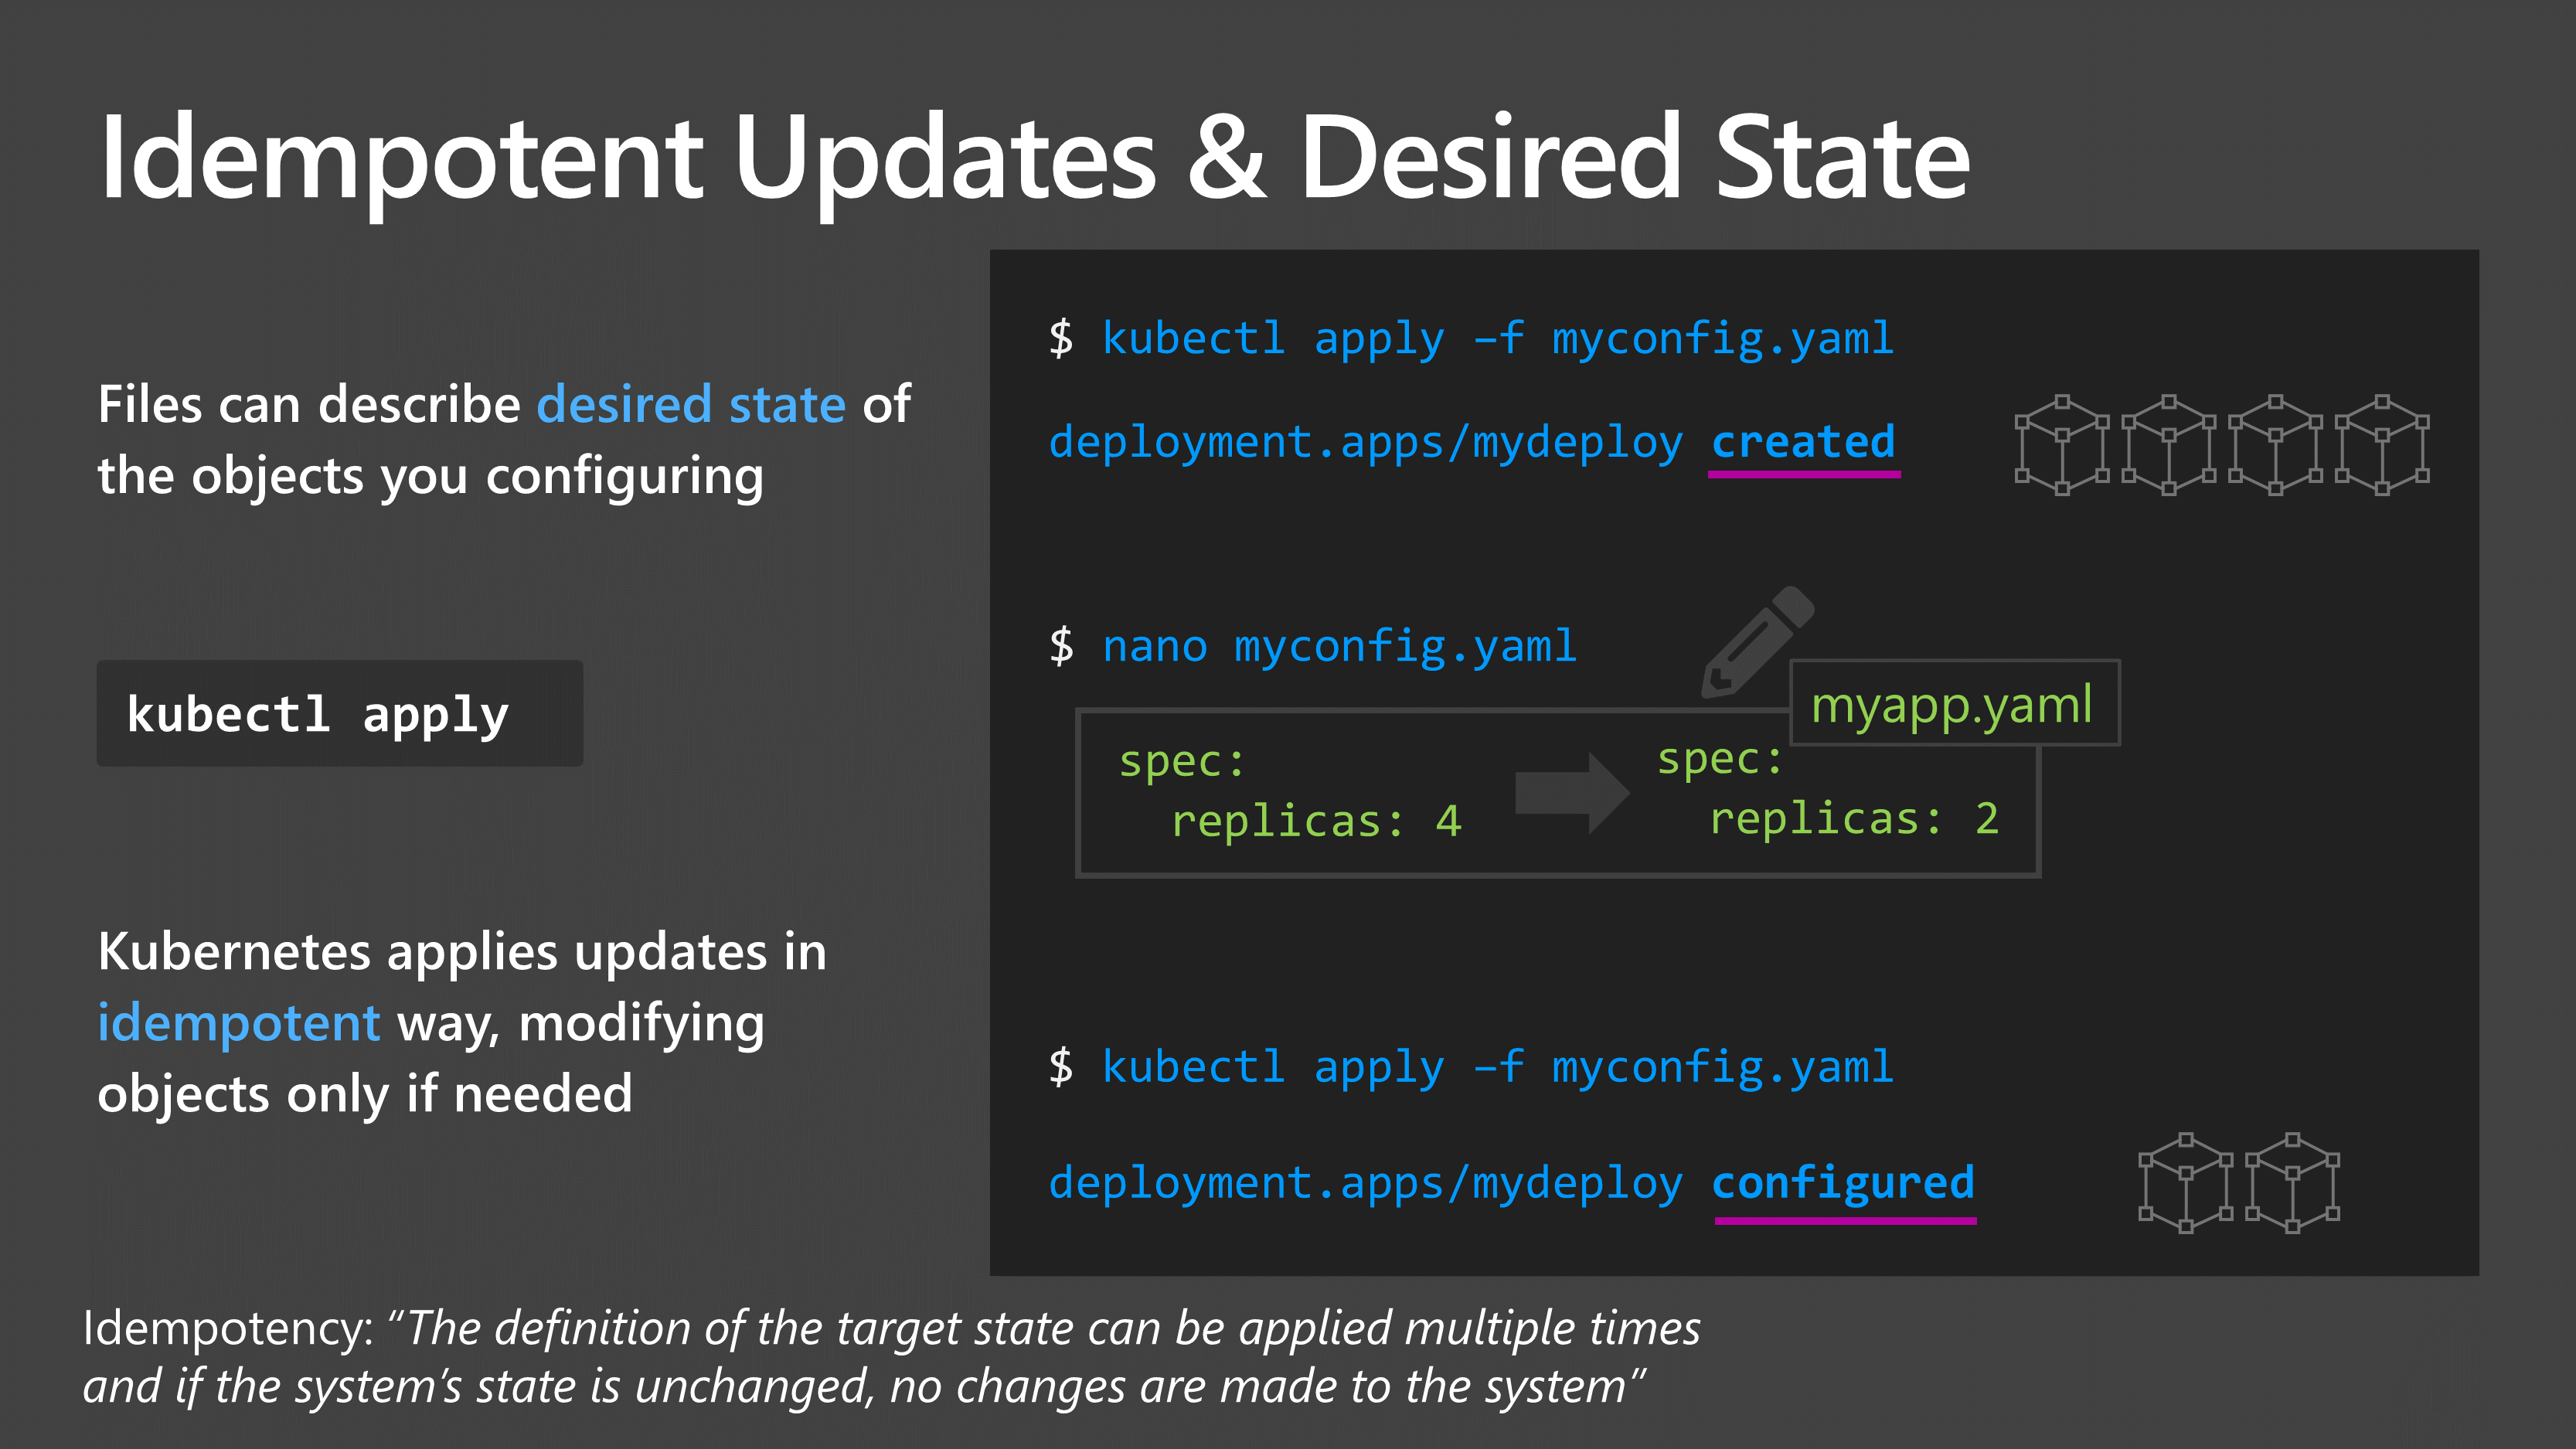 Idempotent Updates & Desired State
Files can describe desired state of
the objects you configuring
kubectl apply
Kubernetes applies updates in
idempotent way, modifying
objects only if needed
$ kubectl apply –f myconfig.yaml
deployment.apps/mydeploy created
$ nano myconfig.yaml
myapp.yaml
spec:
  replicas: 4
spec:
  replicas: 2
$ kubectl apply –f myconfig.yaml
deployment.apps/mydeploy configured
Idempotency: “The definition of the target state can be applied multiple times
and if the system’s state is unchanged, no changes are made to the system”